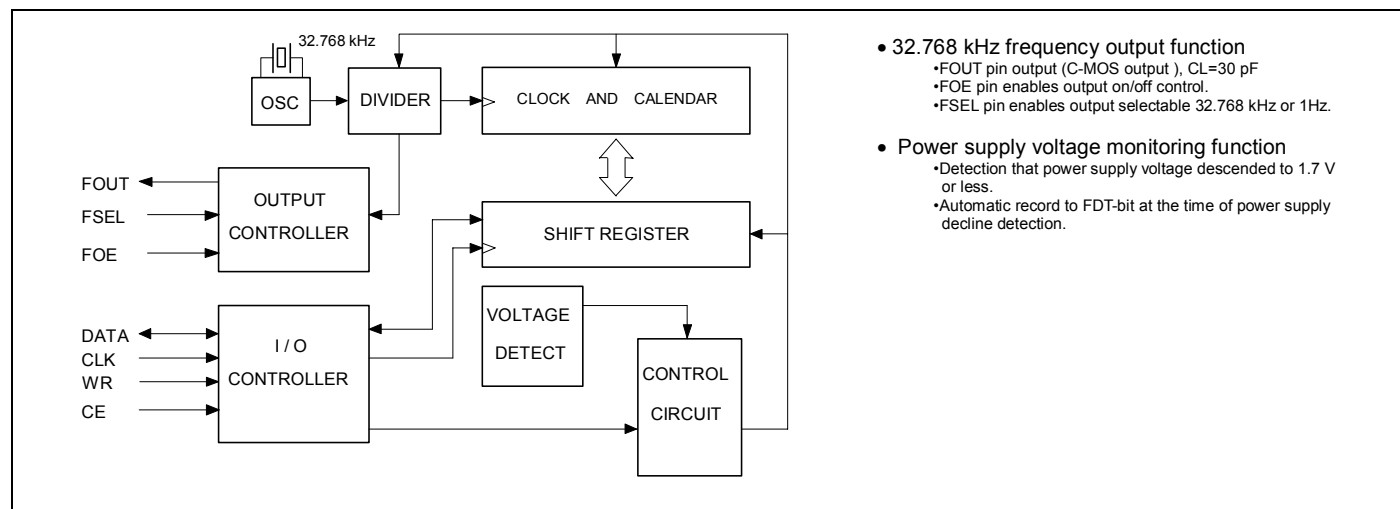 32.768 kHz
OSC
DIVIDER
CLOCK AND CALENDAR
FOUT
FSEL
FOE
OUTPUT
CONTROLLER
SHIFT REGISTER
DATA
CLK
WR
CE
I / O
CONTROLLER
VOLTAGE
DETECT
CONTROL
CIRCUIT
• 32.768 kHz frequency output function
•FOUT pin output (C-MOS output ), CL=30 pF
•FOE pin enables output on/off control.
•FSEL pin enables output selectable 32.768 kHz or 1Hz.
• Power supply voltage monitoring function
•Detection that power supply voltage descended to 1.7 V
or less.
•Automatic record to FDT-bit at the time of power supply
decline detection.